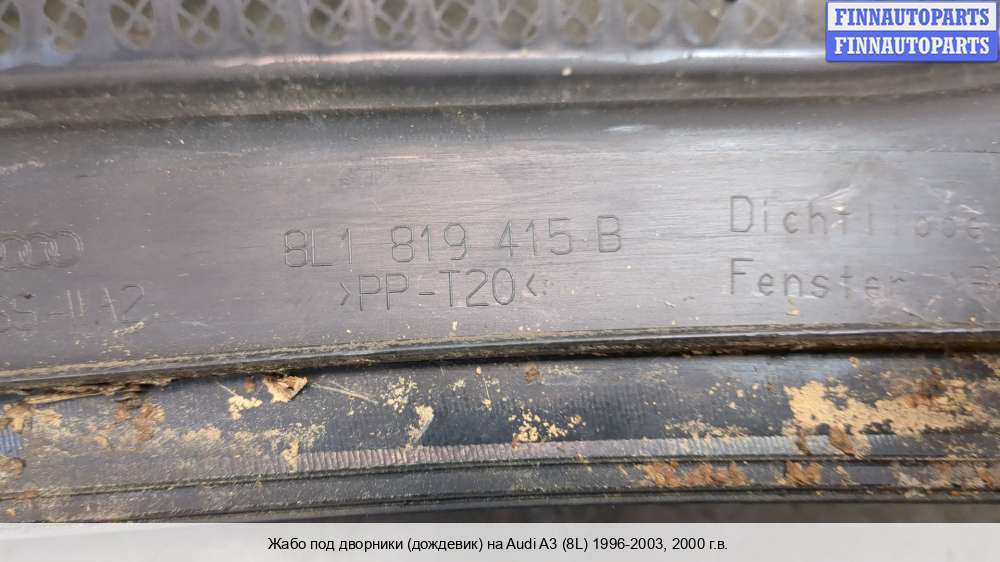 FINNAUTOPARTS
FINNAUTOPARTS
8L1 819 415 B
>PP-T20<
Dichtlippe
Fenster
Жабо под дворники (дождевик) на Audi A3 (8L) 1996-2003, 2000 г.в.